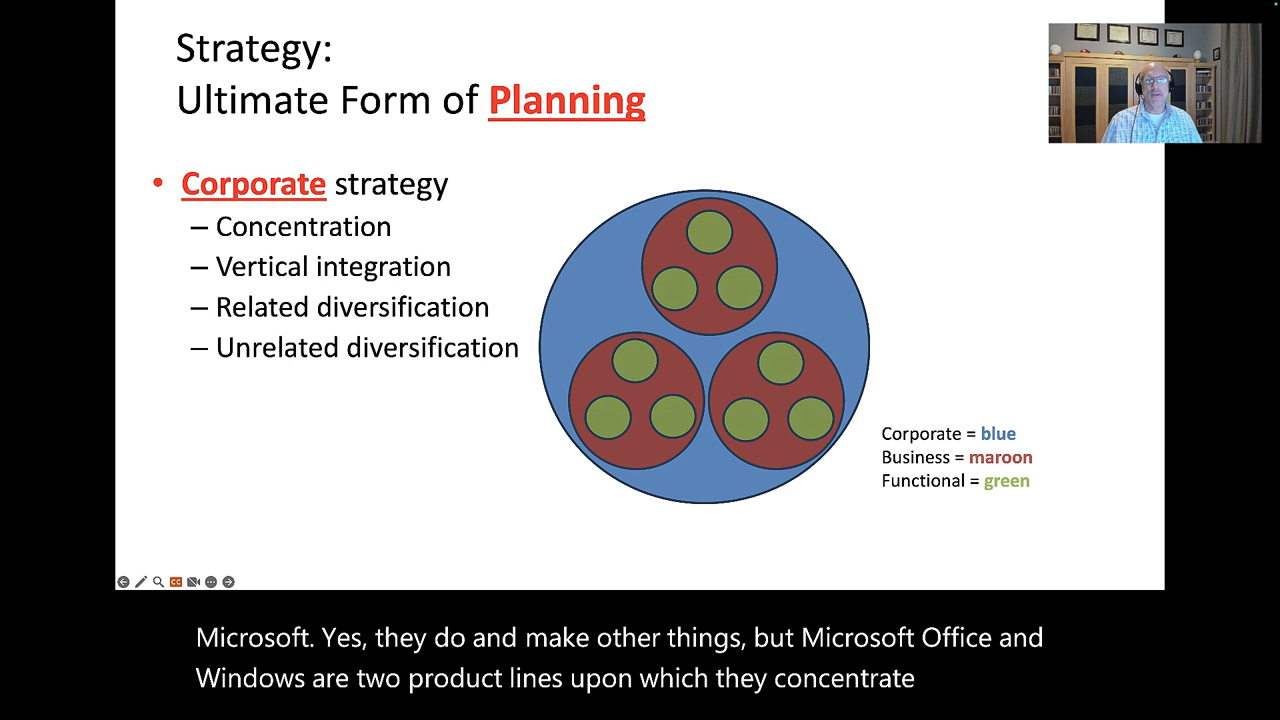 Strategy:
Ultimate Form of Planning
• Corporate strategy
– Concentration
– Vertical integration
– Related diversification
– Unrelated diversification
Corporate = blue
Business = maroon
Functional = green
CC
Microsoft. Yes, they do and make other things, but Microsoft Office and
Windows are two product lines upon which they concentrate